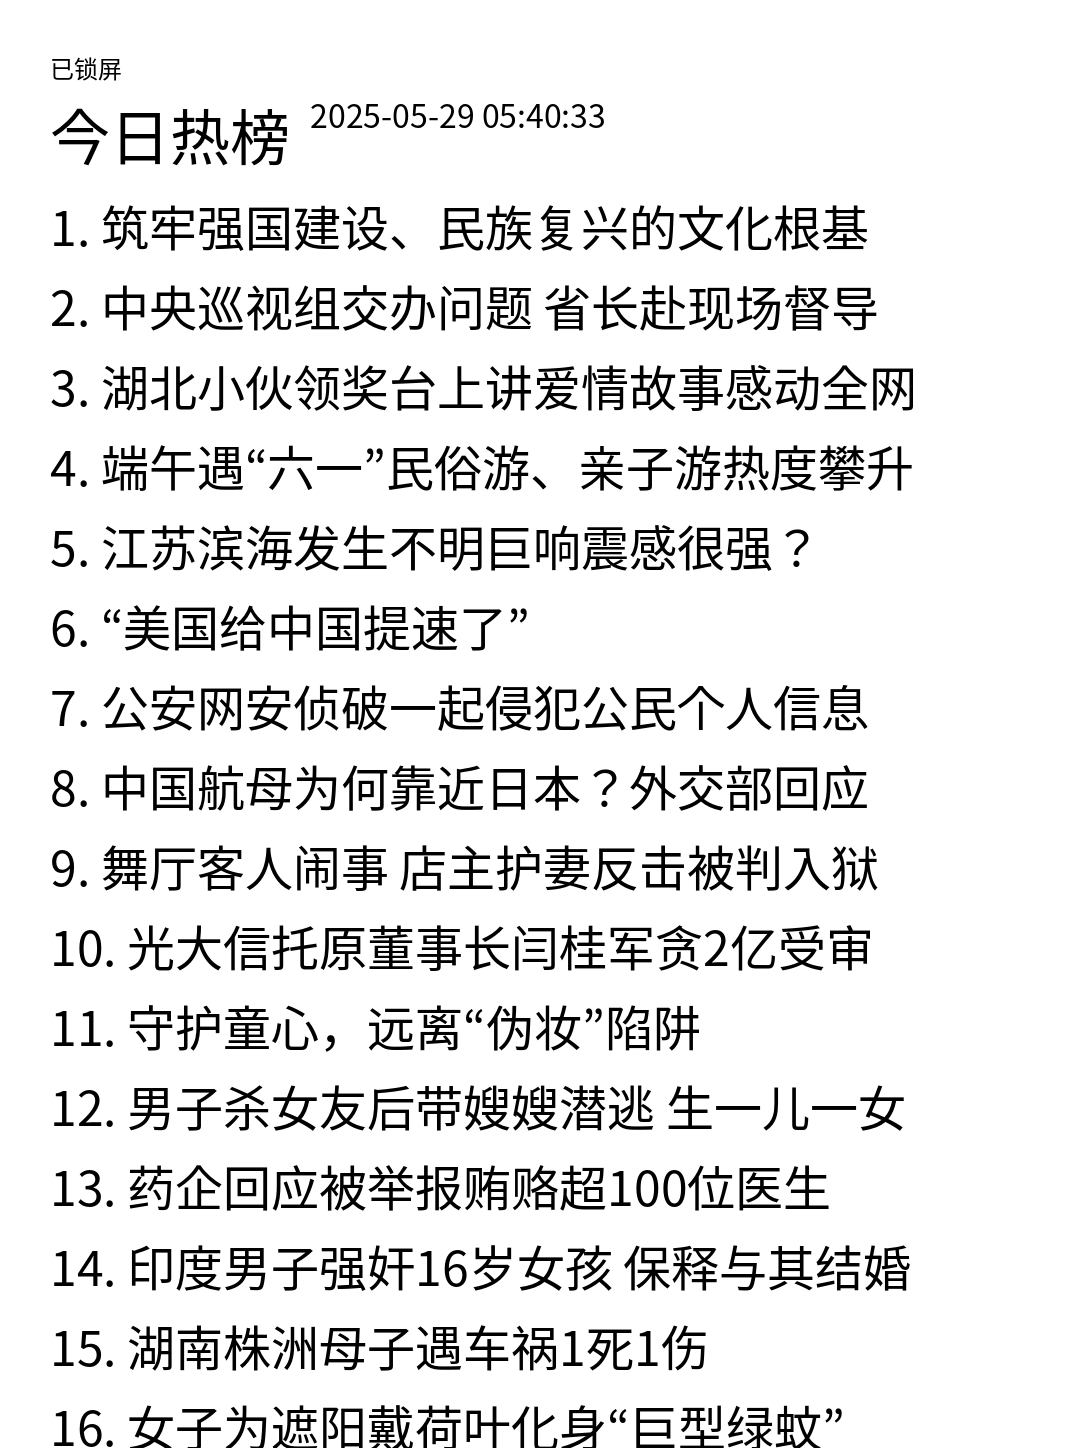 已锁屏
今日热榜 2025-05-29 05:40:33
1. 筑牢强国建设、民族复兴的文化根基
2. 中央巡视组交办问题 省长赴现场督导
3. 湖北小伙领奖台上讲爱情故事感动全网
4. 端午遇“六一”民俗游、亲子游热度攀升
5. 江苏滨海发生不明巨响震感很强？
6. “美国给中国提速了”
7. 公安网安侦破一起侵犯公民个人信息
8. 中国航母为何靠近日本？外交部回应
9. 舞厅客人闹事 店主护妻反击被判入狱
10. 光大信托原董事长闫桂军贪2亿受审
11. 守护童心，远离“伪妆”陷阱
12. 男子杀女友后带嫂嫂潜逃 生一儿一女
13. 药企回应被举报贿赂超100位医生
14. 印度男子强奸16岁女孩 保释与其结婚
15. 湖南株洲母子遇车祸1死1伤
16. 女子为遮阳戴荷叶化身“巨型绿蚊”